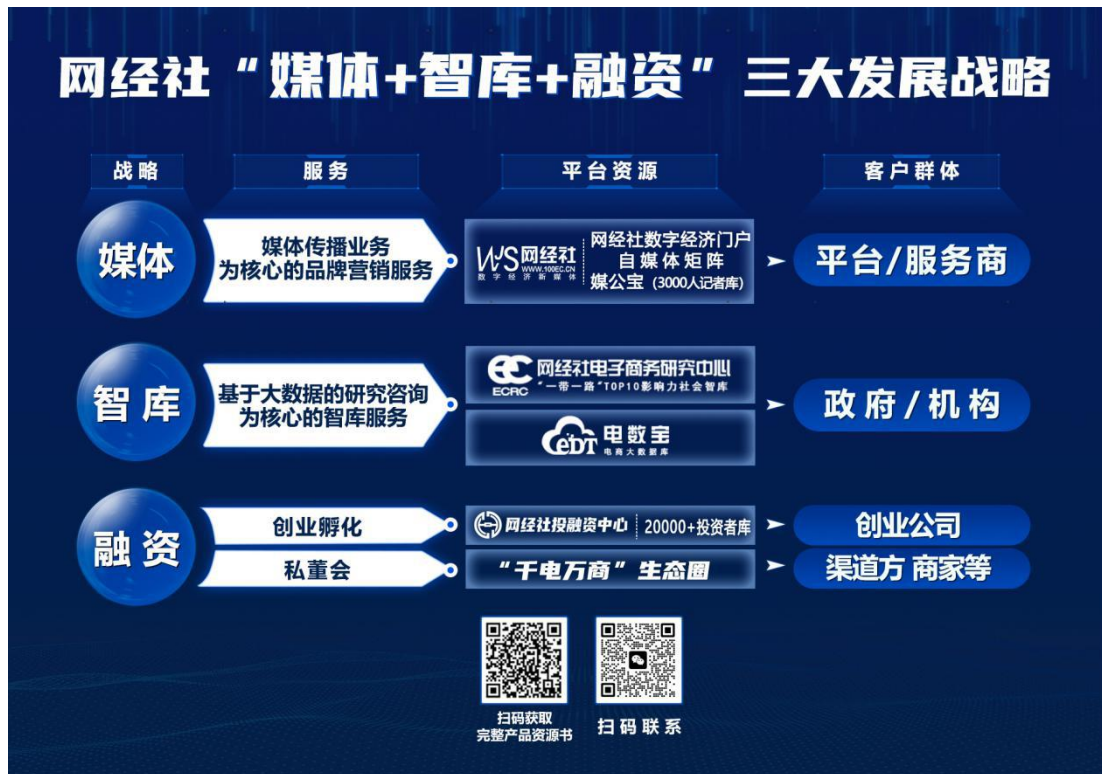 网经社“媒体+智库+融资”三大发展战略
战略
服务
平台资源
客户群体
媒体
媒体传播业务
为核心的品牌营销服务
网经社
WWW.100EC.CN
数字经济新媒体
网经社数字经济门户
自媒体矩阵
媒公宝(3000人记者库)
平台/服务商
智库
基于大数据的研究咨询
为核心的智库服务
ECRC
网经社电子商务研究中心
“一带一路”TOP10影响力社会智库
eDT
电数宝
电商大数据库
政府/机构
融资
创业孵化
网经社投融资中心
20000+投资者库
创业公司
私董会
“千电万商”生态圈
渠道方 商家等
扫码获取
完整产品资源书
扫码联系